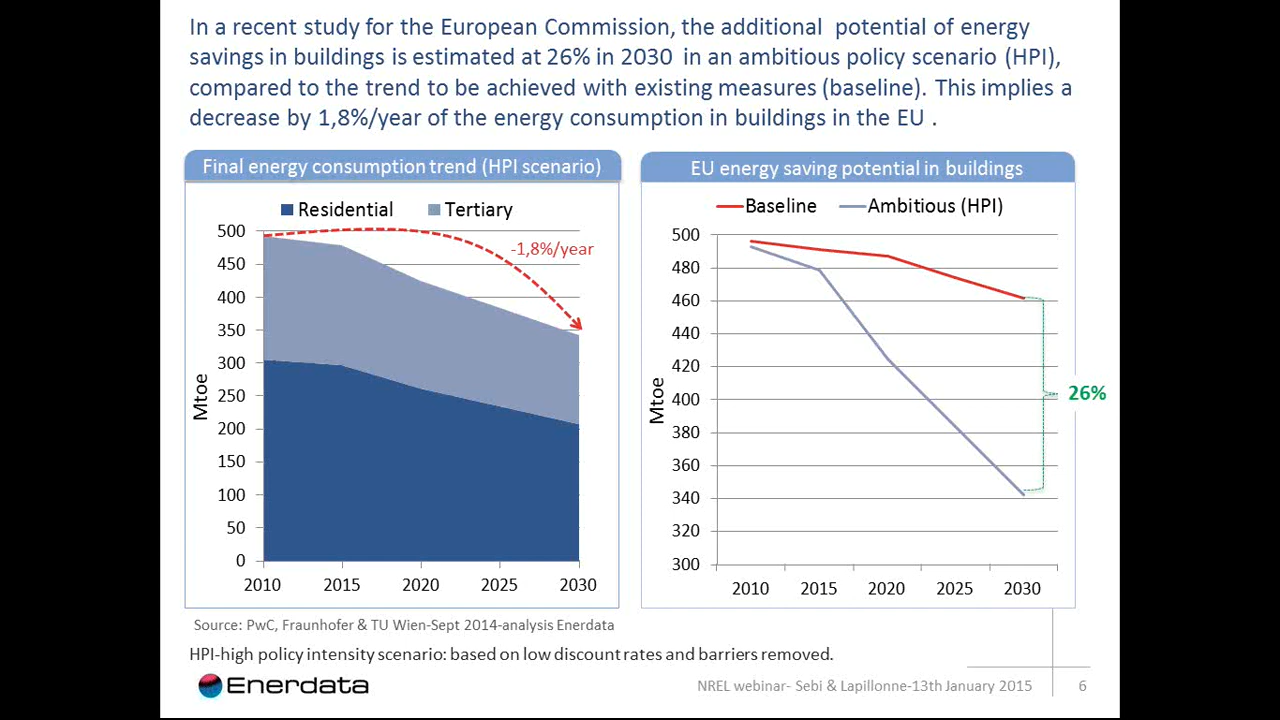 In a recent study for the European Commission, the additional  potential of energy
savings in buildings is estimated at 26% in 2030  in an ambitious policy scenario (HPI),
compared to the trend to be achieved with existing measures (baseline). This implies a
decrease by 1,8%/year of the energy consumption in buildings in the EU .
Final energy consumption trend (HPI scenario)
Residential Tertiary
500
450
400
350
300
250
200
150
100
50
0
Mtoe
-1,8%/year
2010 2015 2020 2025 2030
EU energy saving potential in buildings
Baseline Ambitious (HPI)
500
480
460
440
420
400
380
360
340
320
300
Mtoe
26%
2010 2015 2020 2025 2030
Source: PwC, Fraunhofer & TU Wien-Sept 2014-analysis Enerdata
HPI-high policy intensity scenario: based on low discount rates and barriers removed.
Enerdata
NREL webinar- Sebi & Lapillonne-13th January 2015 6